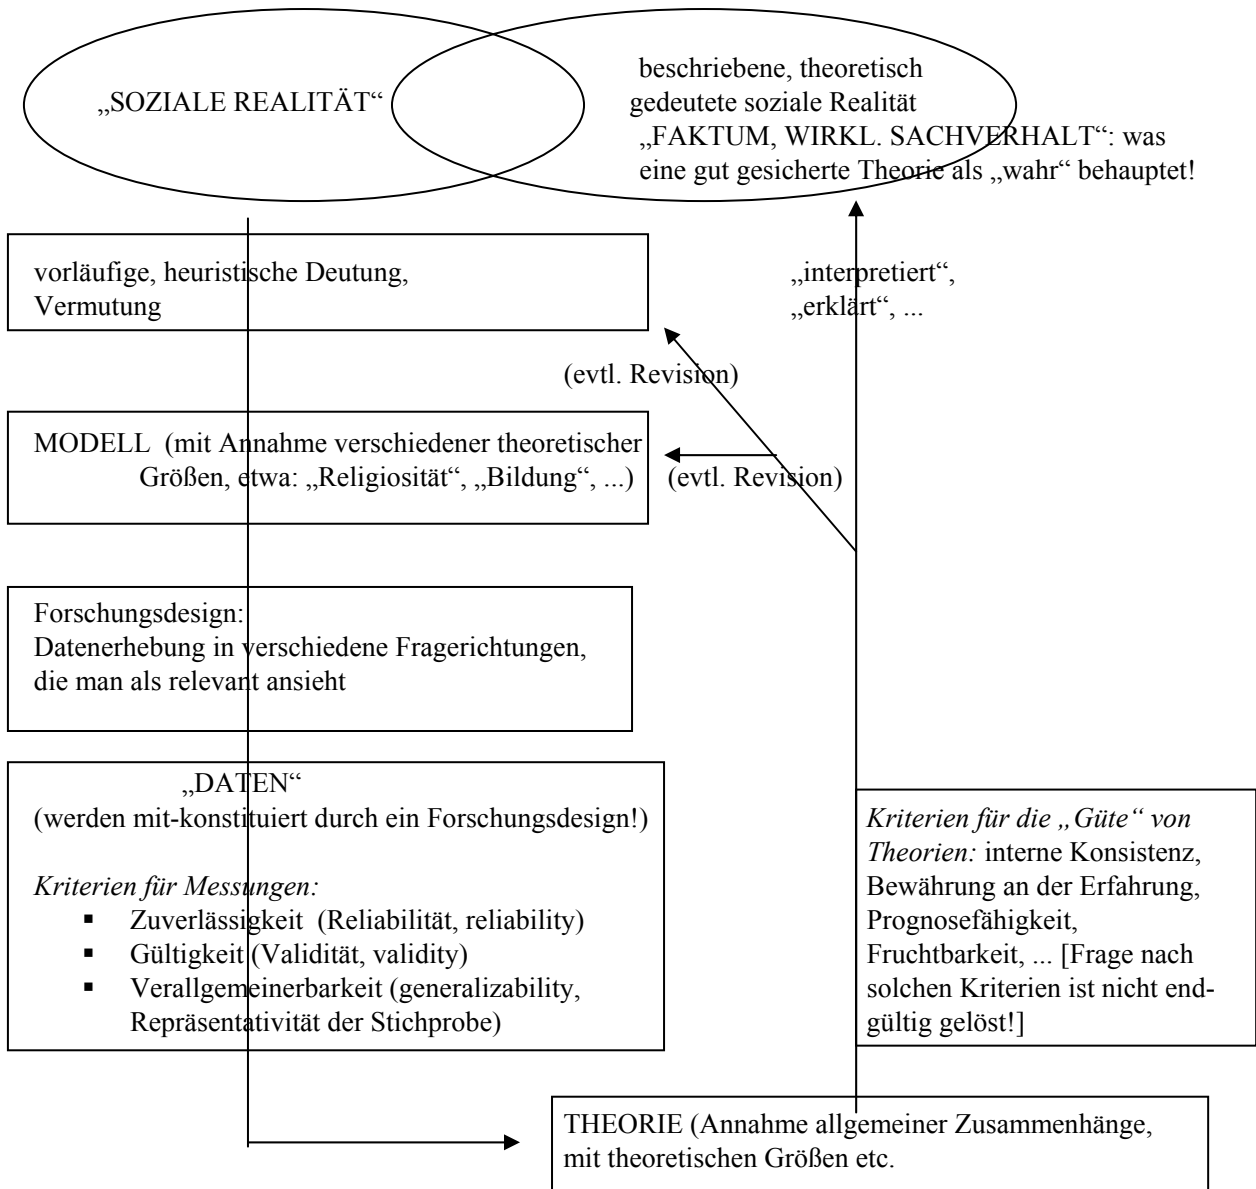 „SOZIALE REALITÄT“
beschriebene, theoretisch
gedeutete soziale Realität
„FAKTUM, WIRKL. SACHVERHALT“: was
eine gut gesicherte Theorie als „wahr“ behauptet!
vorläufige, heuristische Deutung,
Vermutung
„interpretiert“,
„erklärt“, ...
(evtl. Revision)
MODELL (mit Annahme verschiedener theoretischer
Größen, etwa: „Religiosität“, „Bildung“, ...)
(evtl. Revision)
Forschungsdesign:
Datenerhebung in verschiedene Fragerichtungen,
die man als relevant ansieht
„DATEN“
(werden mit-konstituiert durch ein Forschungsdesign!)
Kriterien für Messungen:
▪ Zuverlässigkeit (Reliabilität, reliability)
▪ Gültigkeit (Validität, validity)
▪ Verallgemeinerbarkeit (generalizability,
Repräsentativität der Stichprobe)
Kriterien für die „Güte“ von
Theorien: interne Konsistenz,
Bewährung an der Erfahrung,
Prognosefähigkeit,
Fruchtbarkeit, ... [Frage nach
solchen Kriterien ist nicht end-
gültig gelöst!]
THEORIE (Annahme allgemeiner Zusammenhänge,
mit theoretischen Größen etc.